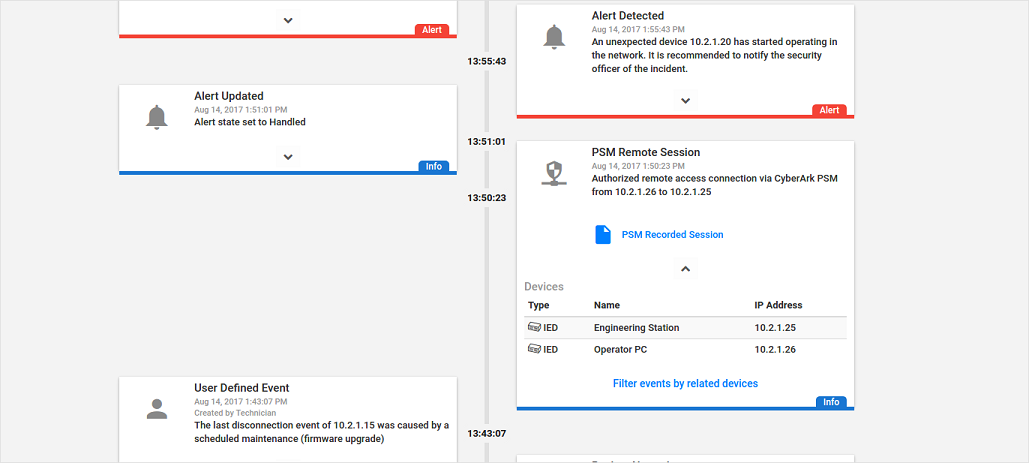 Alert
Alert Detected
Aug 14, 2017 1:55:43 PM
An unexpected device 10.2.1.20 has started operating in
the network. It is recommended to notify the security
officer of the incident.
Alert
13:55:43
Alert Updated
Aug 14, 2017 1:51:01 PM
Alert state set to Handled
Info
13:51:01
PSM Remote Session
Aug 14, 2017 1:50:23 PM
Authorized remote access connection via CyberArk PSM
from 10.2.1.26 to 10.2.1.25
PSM Recorded Session
Devices
Type Name IP Address
IED Engineering Station 10.2.1.25
IED Operator PC 10.2.1.26
Filter events by related devices
Info
13:50:23
User Defined Event
Aug 14, 2017 1:43:07 PM
Created by Technician
The last disconnection event of 10.2.1.15 was caused by a
scheduled maintenance (firmware upgrade)
13:43:07